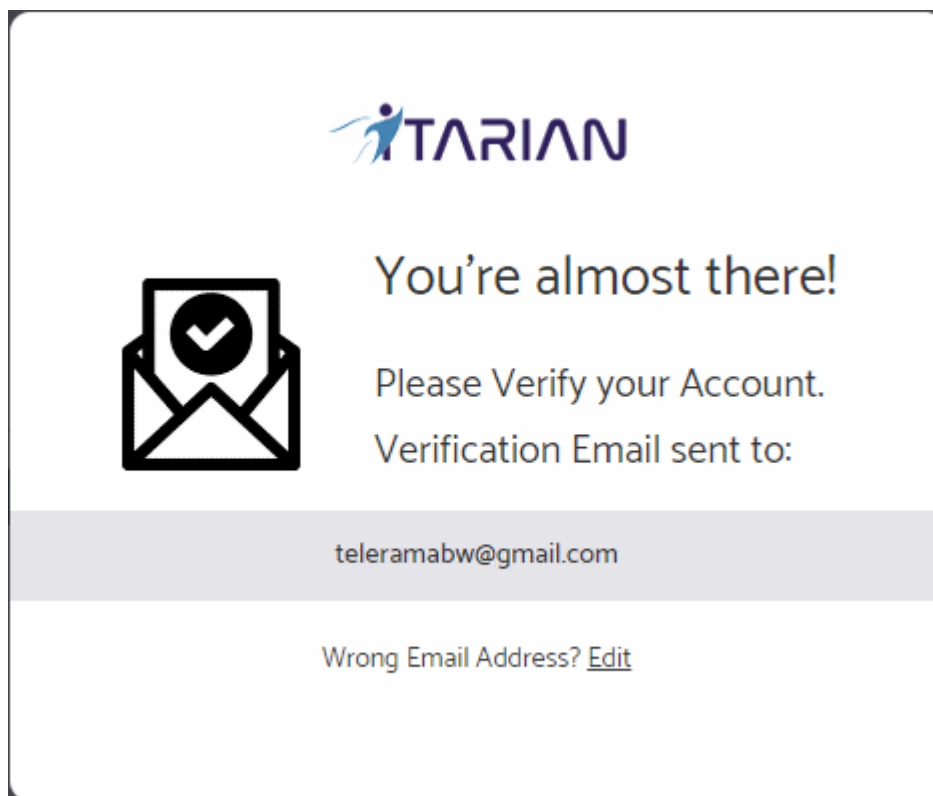 ITARIAN
You're almost there!
Please Verify your Account.
Verification Email sent to:
teleramabw@gmail.com
Wrong Email Address? Edit